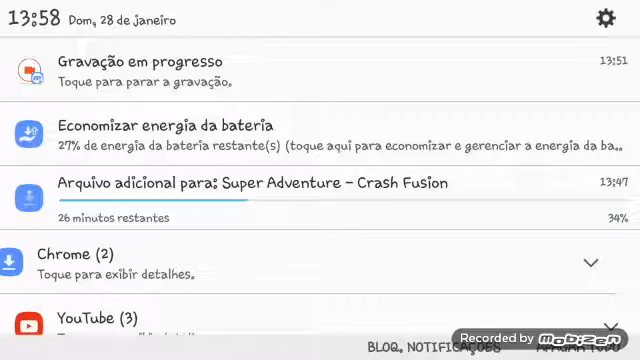 13:58 Dom, 28 de janeiro
Gravação em progresso 13:51
Toque para parar a gravação.
Economizar energia da bateria
27% de energia da bateria restante(s) (toque aqui para economizar e gerenciar a energia da ba..
Arquivo adicional para: Super Adventure - Crash Fusion 13:47
26 minutos restantes 34%
Chrome (2)
Toque para exibir detalhes.
YouTube (3)
BLOQ. NOTIFICAÇÕES APAGAR TUDO
Recorded by mobizen